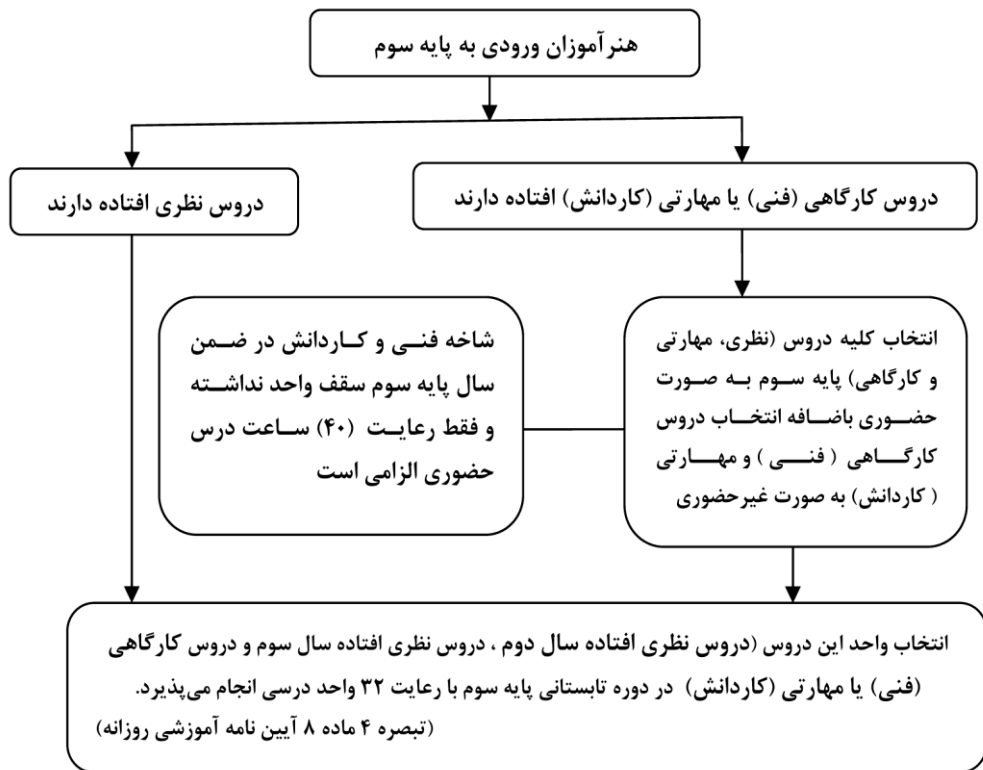 هنرآموزان ورودی به پایه سوم
دروس کارگاهی (فنی) یا مهارتی (کاردانش) افتاده دارند
دروس نظری افتاده دارند
انتخاب کلیه دروس (نظری، مهارتی
و کارگاهی) پایه سوم به صورت
حضوری باضافه انتخاب دروس
کارگاهی ( فنی ) و مهارتی
( کاردانش) به صورت غیرحضوری
شاخه فنی و کاردانش در ضمن
سال پایه سوم سقف واحد نداشته
و فقط رعایت (۴۰) ساعت درس
حضوری الزامی است
انتخاب واحد این دروس (دروس نظری افتاده سال دوم ، دروس نظری افتاده سال سوم و دروس کارگاهی
(فنی) یا مهارتی (کاردانش) در دوره تابستانی پایه سوم با رعایت ۳۲ واحد درسی انجام می‌پذیرد.
(تبصره ۴ ماده ۸ آیین نامه آموزشی روزانه)